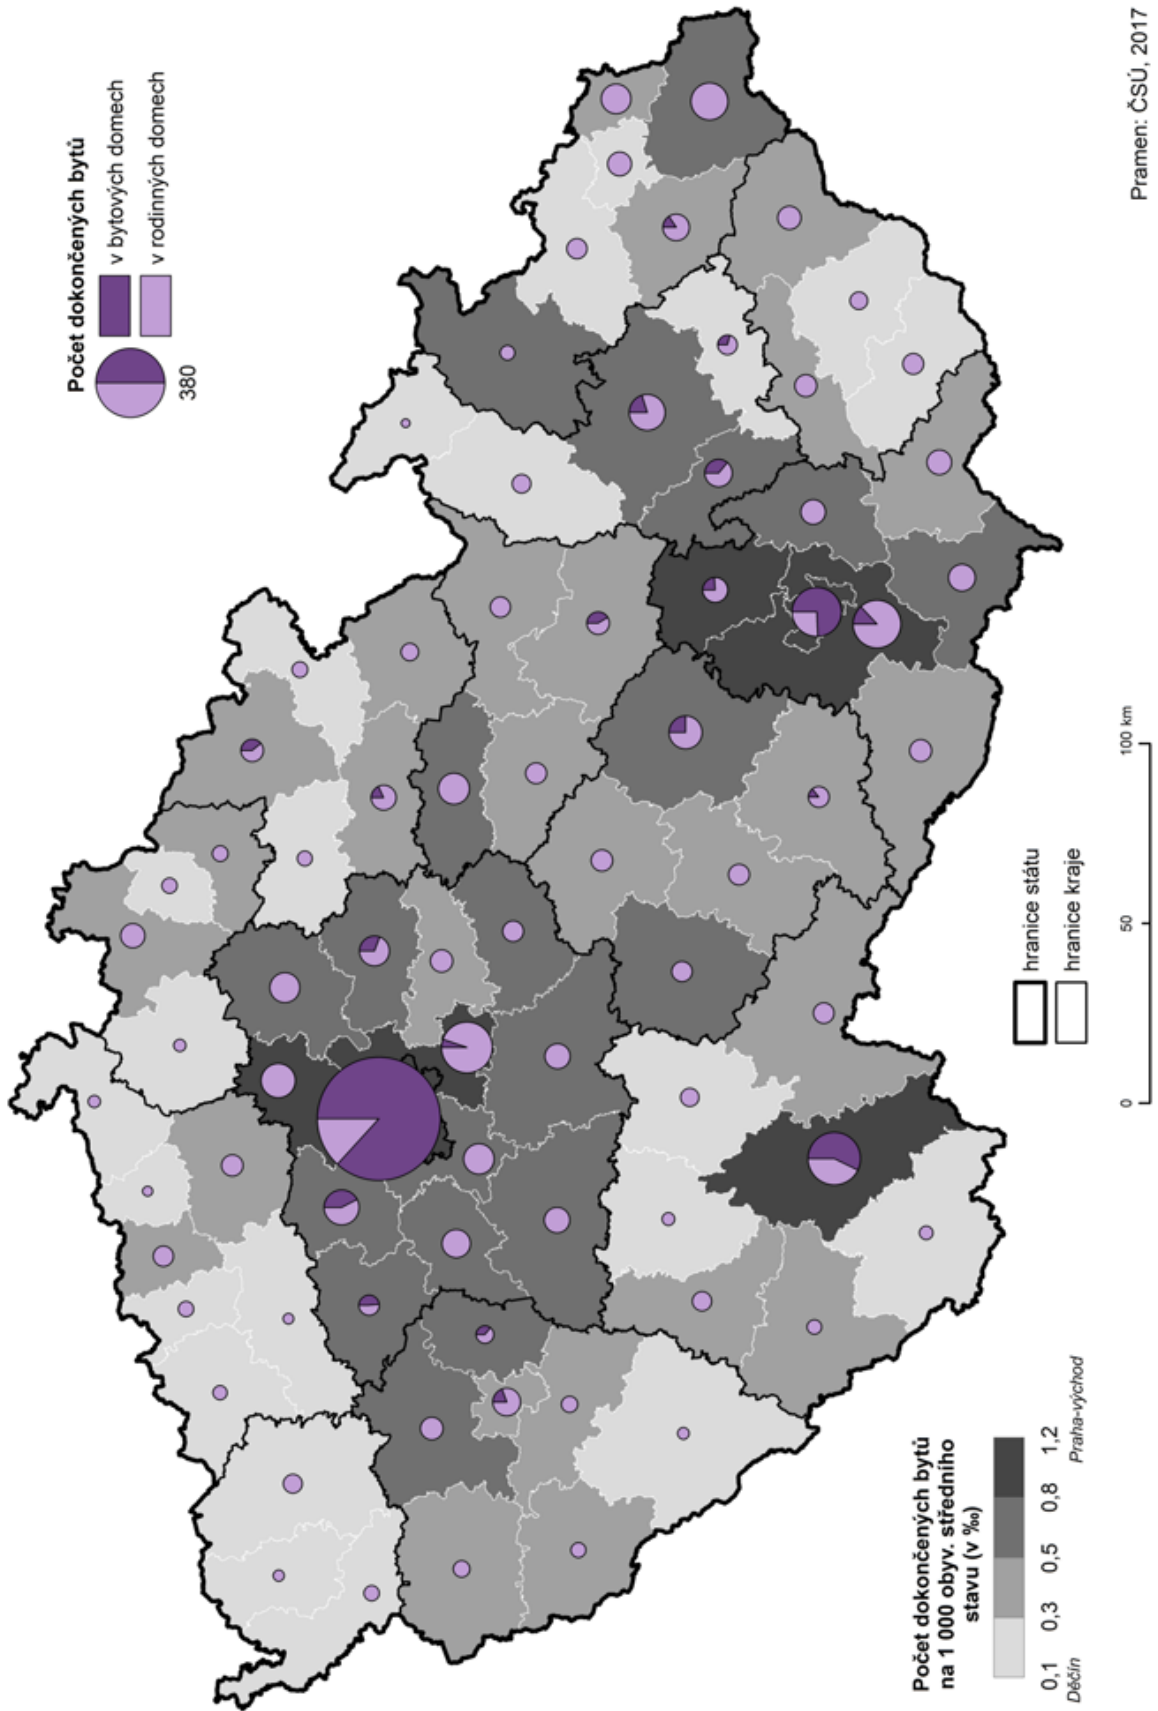 Počet dokončených bytů
v bytových domech
v rodinných domech
380
Počet dokončených bytů
na 1 000 obyv. středního
stavu (v ‰)
0,1 0,3 0,5 0,8 1,2
Děčín Praha-východ
hranice státu
hranice kraje
0 50 100 km
Pramen: ČSÚ, 2017